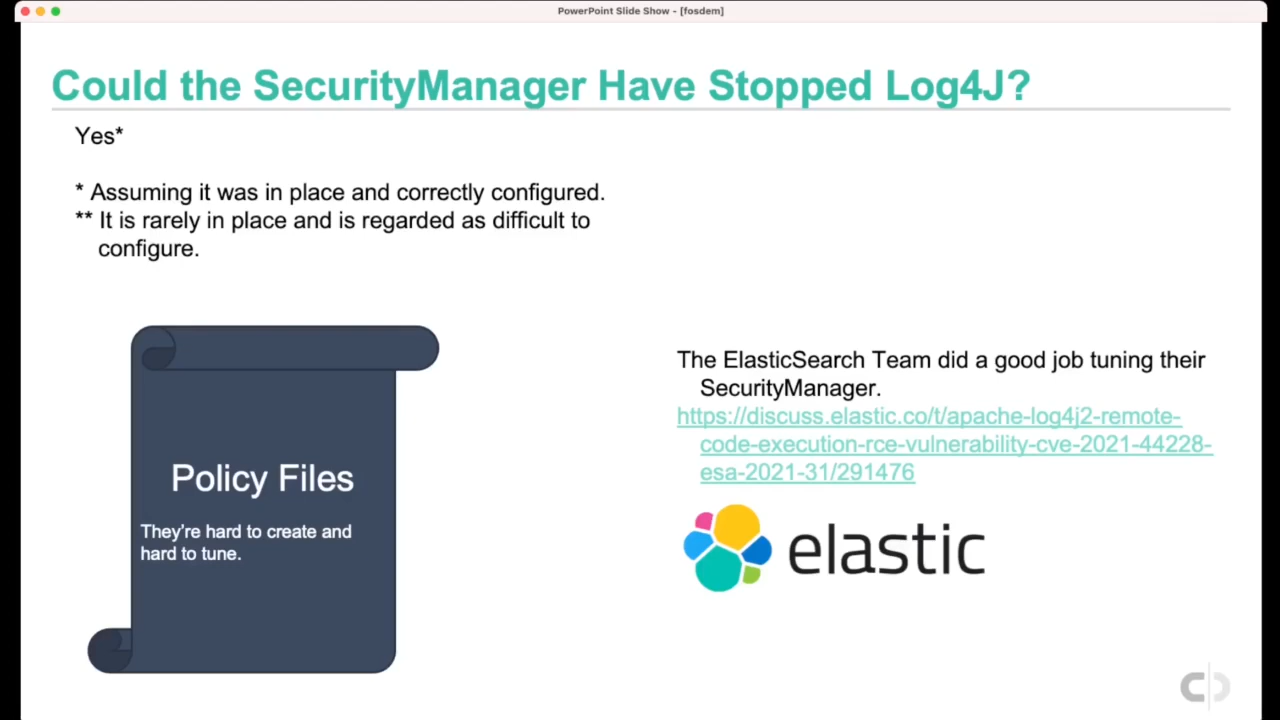 PowerPoint Slide Show - [fosdem]
Could the SecurityManager Have Stopped Log4J?
Yes*
* Assuming it was in place and correctly configured.
** It is rarely in place and is regarded as difficult to
configure.
Policy Files
They're hard to create and
hard to tune.
The ElasticSearch Team did a good job tuning their
SecurityManager.
https://discuss.elastic.co/t/apache-log4j2-remote-
code-execution-rce-vulnerability-cve-2021-44228-
esa-2021-31/291476
elastic